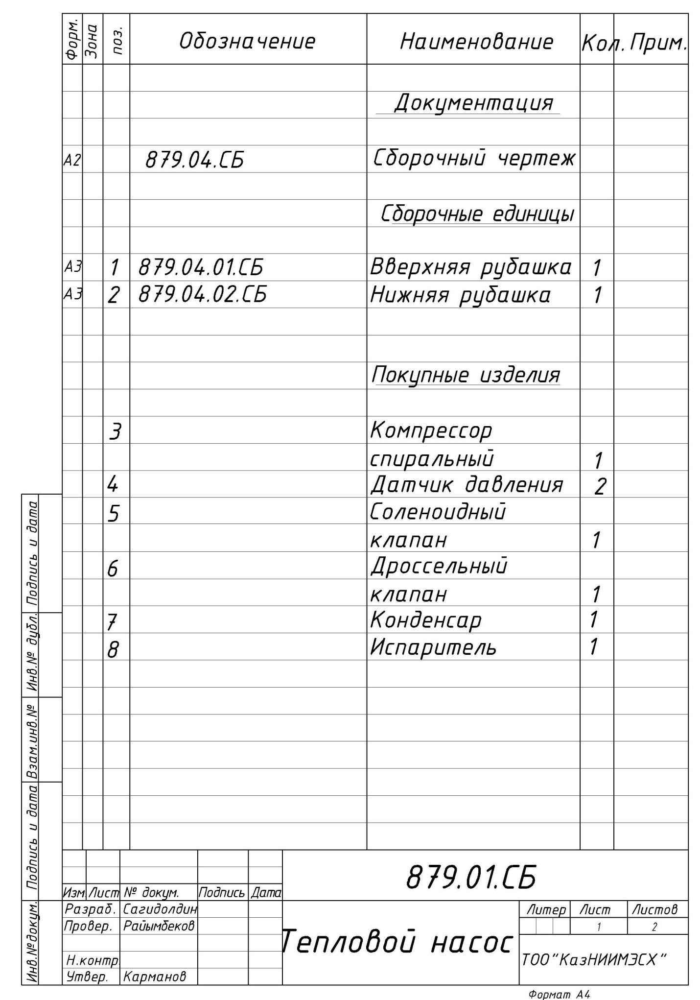 Форм. Зона поз. Обозначение Наименование Кол. Прим.
Документация
А2 879.04.СБ Сборочный чертеж
Сборочные единицы
А3 1 879.04.01.СБ Вверхняя рубашка 1
А3 2 879.04.02.СБ Нижняя рубашка 1
Покупные изделия
3 Компрессор
спиральный 1
4 Датчик давления 2
5 Соленоидный
клапан 1
6 Дроссельный
клапан 1
7 Конденсар 1
8 Испаритель 1
Подпись и дата
Инв.№ дубл.
Взам.инв.№
Подпись и дата
Инв.№докум.
879.01.СБ
Изм Лист № докум. Подпись Дата
Разраб. Сагидолдин
Провер. Райымбеков
Н.контр.
Утвер. Карманов
Тепловой насос
Литер Лист Листов
1 2
ТОО"КазНИИМЭСХ"
Формат А4